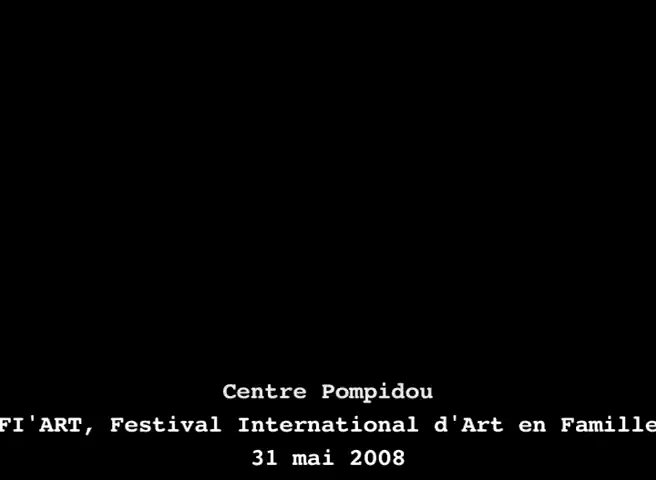 Centre Pompidou
FI'ART, Festival International d'Art en Famille
31 mai 2008